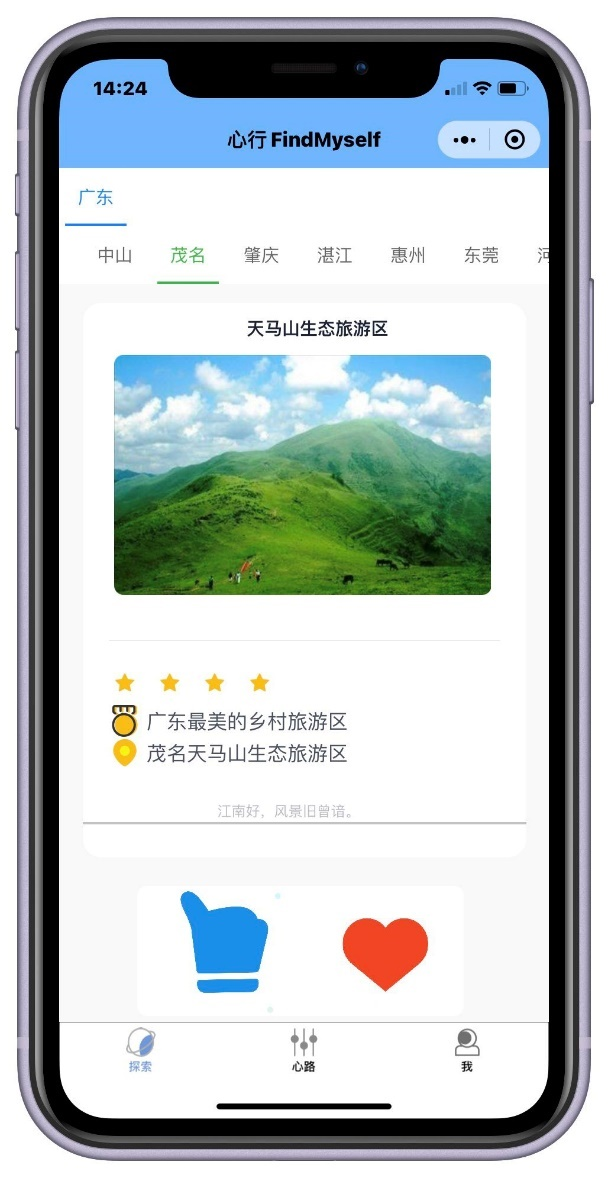 14:24
心行 FindMyself
广东
中山 茂名 肇庆 湛江 惠州 东莞
天马山生态旅游区
广东最美的乡村旅游区
茂名天马山生态旅游区
江南好，风景旧曾谙。
探索 心路 我